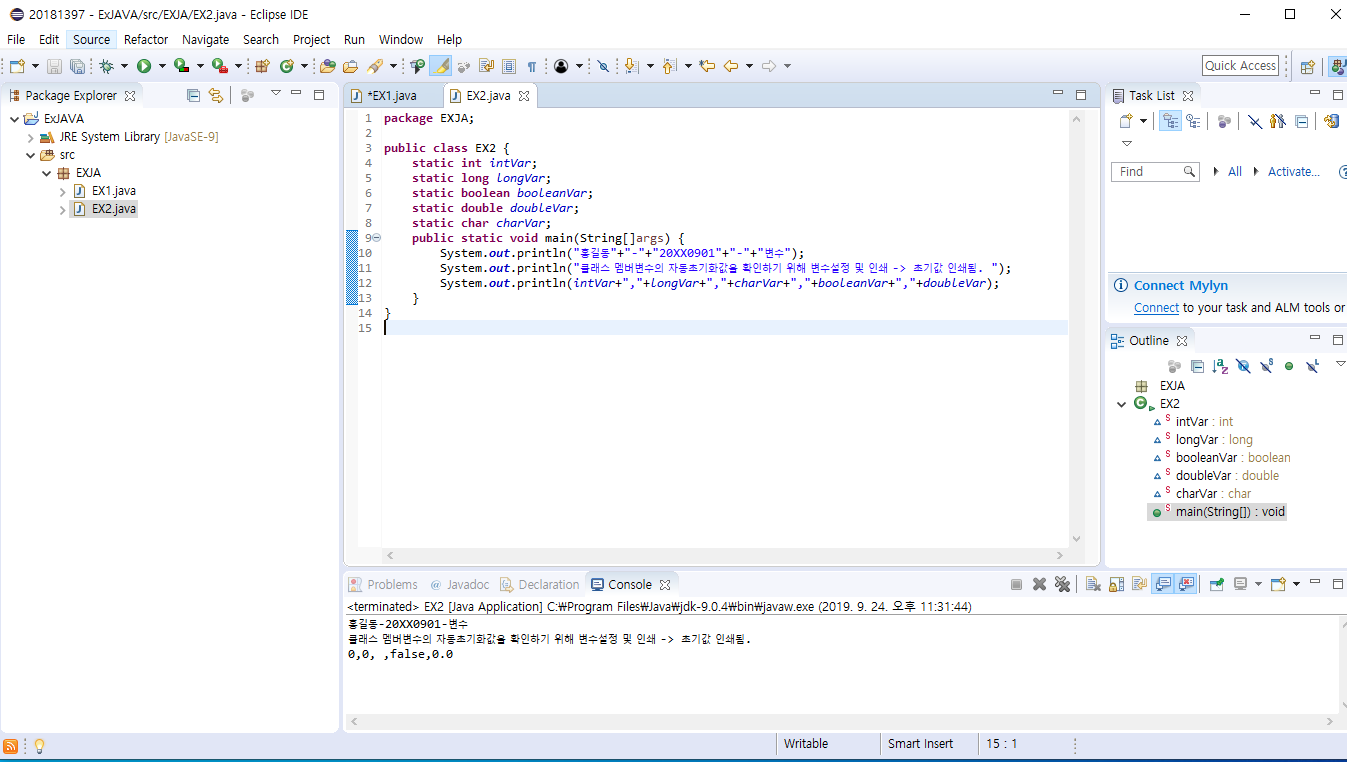 20181397 - ExJAVA/src/EXJA/EX2.java - Eclipse IDE
File Edit Source Refactor Navigate Search Project Run Window Help
Quick Access
Package Explorer
ExJAVA
JRE System Library [JavaSE-9]
src
EXJA
EX1.java
EX2.java
*EX1.java EX2.java
1 package EXJA;
2
3 public class EX2 {
4 static int intVar;
5 static long longVar;
6 static boolean booleanVar;
7 static double doubleVar;
8 static char charVar;
9 public static void main(String[]args) {
10 System.out.println("홍길동"+"-"+"20XX0901"+"-"+"변수");
11 System.out.println("클래스 멤버변수의 자동초기화값을 확인하기 위해 변수설정 및 인쇄 -> 초기값 인쇄됨. ");
12 System.out.println(intVar+","+longVar+","+charVar+","+booleanVar+","+doubleVar);
13 }
14 }
15
Task List
Find All Activate...
Connect Mylyn
Connect to your task and ALM tools or
Outline
EXJA
EX2
intVar : int
longVar : long
booleanVar : boolean
doubleVar : double
charVar : char
main(String[]) : void
Problems @ Javadoc Declaration Console
<terminated> EX2 [Java Application] C:₩Program Files₩Java₩jdk-9.0.4₩bin₩javaw.exe (2019. 9. 24. 오후 11:31:44)
홍길동-20XX0901-변수
클래스 멤버변수의 자동초기화값을 확인하기 위해 변수설정 및 인쇄 -> 초기값 인쇄됨.
0,0, ,false,0.0
Writable Smart Insert 15 : 1